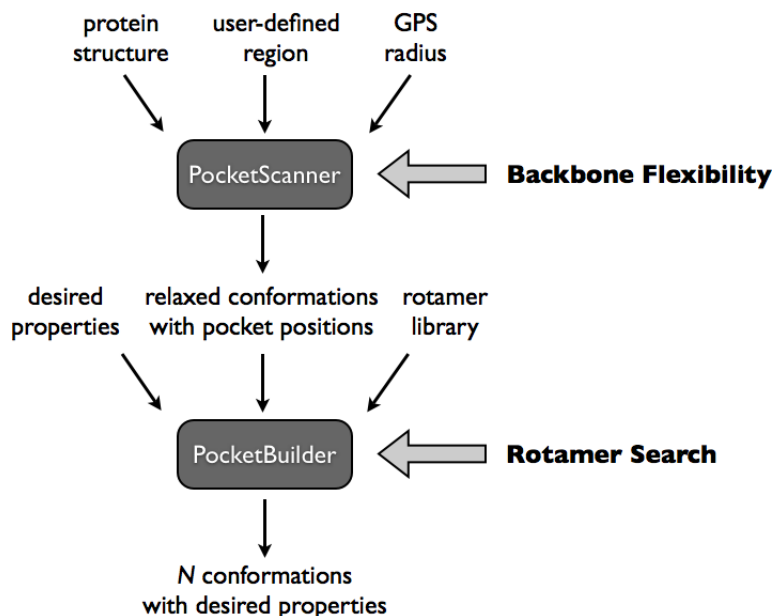 protein
structure
user-defined
region
GPS
radius
PocketScanner
Backbone Flexibility
desired
properties
relaxed conformations
with pocket positions
rotamer
library
PocketBuilder
Rotamer Search
N conformations
with desired properties